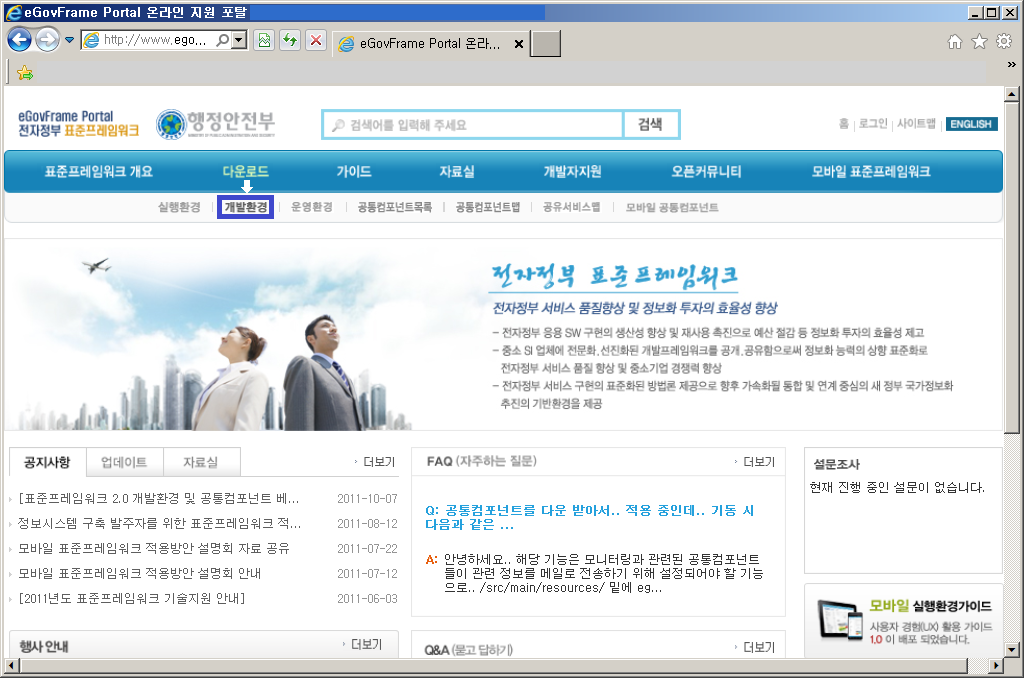 eGovFrame Portal 온라인 지원 포탈
http://www.ego...
eGovFrame Portal 온라...
eGovFrame Portal
전자정부 표준프레임워크
행정안전부
검색어를 입력해 주세요
검색
홈 | 로그인 | 사이트맵 | ENGLISH
표준프레임워크 개요 다운로드 가이드 자료실 개발자지원 오픈커뮤니티 모바일 표준프레임워크
실행환경 | 개발환경 | 운영환경 | 공통컴포넌트목록 | 공통컴포넌트맵 | 공유서비스맵 | 모바일 공통컴포넌트
전자정부 표준프레임워크
전자정부 서비스 품질향상 및 정보화 투자의 효율성 향상
- 전자정부 응용 SW 구현의 생산성 향상 및 재사용 촉진으로 예산 절감 등 정보화 투자의 효율성 제고
- 중소 SI 업체에 전문화,선진화된 개발프레임워크를 공개,공유함으로써 정보화 능력의 상향 표준화로
전자정부 서비스 품질 향상 및 중소기업 경쟁력 향상
- 전자정부 서비스 구현의 표준화된 방법론 제공으로 향후 가속화될 통합 및 연계 중심의 새 정부 국가정보화
추진의 기반환경을 제공
공지사항 업데이트 자료실 더보기
[표준프레임워크 2.0 개발환경 및 공통컴포넌트 베... 2011-10-07
정보시스템 구축 발주자를 위한 표준프레임워크 적... 2011-08-12
모바일 표준프레임워크 적용방안 설명회 자료 공유 2011-07-22
모바일 표준프레임워크 적용방안 설명회 안내 2011-07-12
[2011년도 표준프레임워크 기술지원 안내] 2011-06-03
행사 안내 더보기
FAQ (자주하는 질문) 더보기
Q: 공통컴포넌트를 다운 받아서.. 적용 중인데.. 기동 시
다음과 같은 ...
A: 안녕하세요.. 해당 기능은 모니터링과 관련된 공통컴포넌트
들이 관련 정보를 메일로 전송하기 위해 설정되어야 할 기능
으로.. /src/main/resources/ 밑에 eg...
Q&A (묻고 답하기) 더보기
설문조사
현재 진행 중인 설문이 없습니다.
모바일 실행환경가이드
사용자 경험(UX) 활용 가이드
1.0 이 배포 되었습니다.